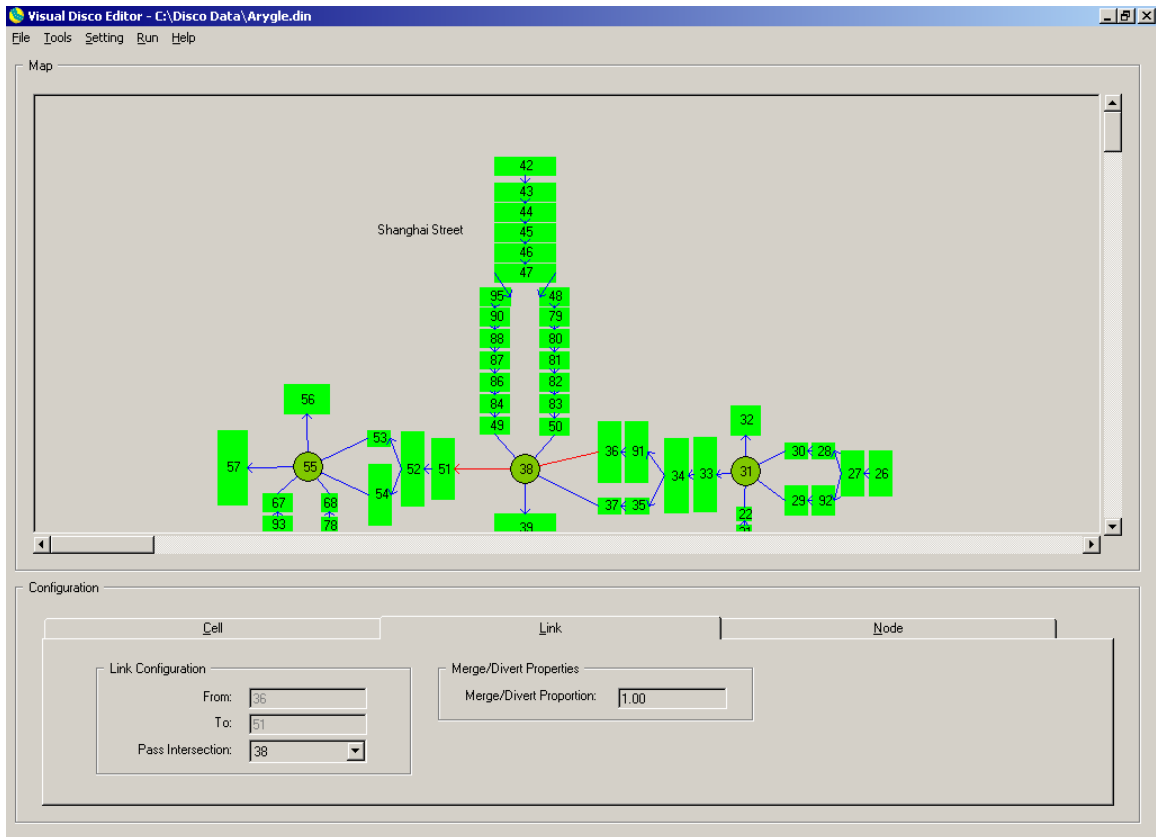 Visual Disco Editor - C:\Disco Data\Arygle.din
File Tools Setting Run Help
Map
42
43
44
Shanghai Street 45
46
47
95 48
90 79
88 80
87 81
86 82
84 83
49 50
56 32
53 36 91 30 28
57 55 52 51 38 34 33 31 27 26
54 37 35 29 92
67 68 22
93 78 39 21
Configuration
Cell Link Node
Link Configuration Merge/Divert Properties
From: 36 Merge/Divert Proportion: 1.00
To: 51
Pass Intersection: 38